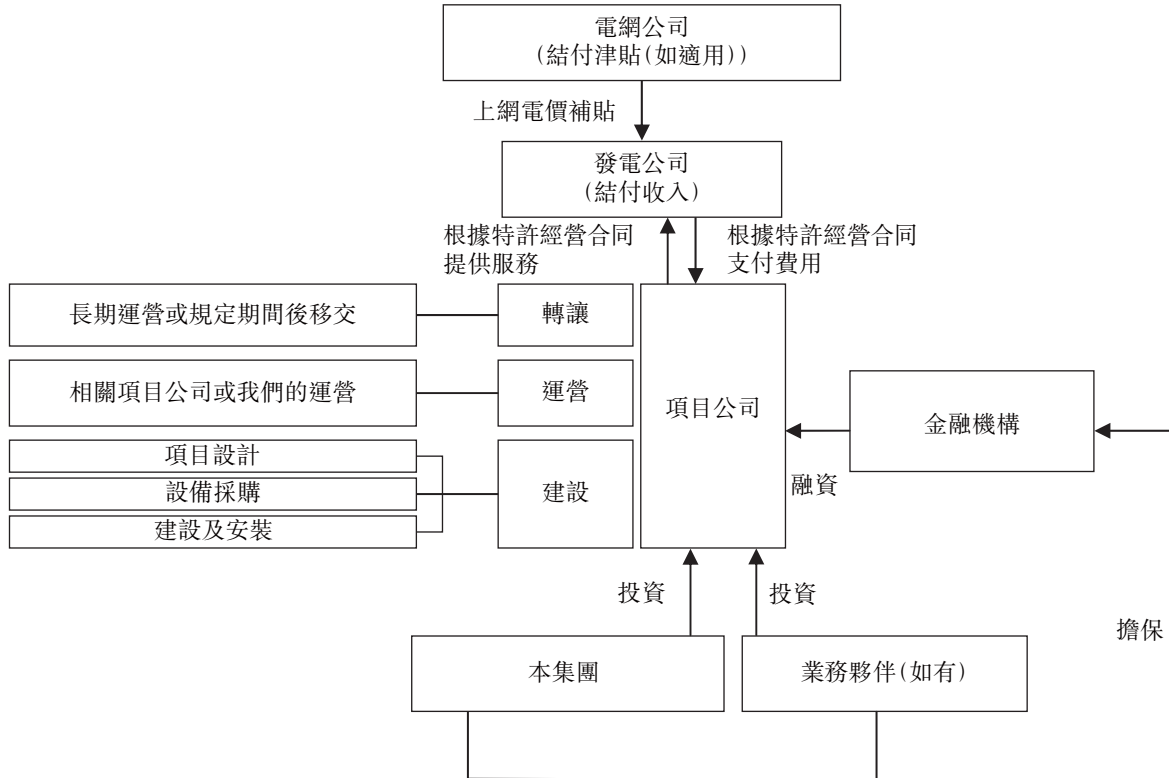 電網公司
(結付津貼(如適用))
上網電價補貼
發電公司
(結付收入)
根據特許經營合同
提供服務
根據特許經營合同
支付費用
長期運營或規定期間後移交
轉讓
相關項目公司或我們的運營
運營
項目公司
金融機構
項目設計
設備採購
建設
融資
建設及安裝
投資
投資
擔保
本集團
業務夥伴(如有)